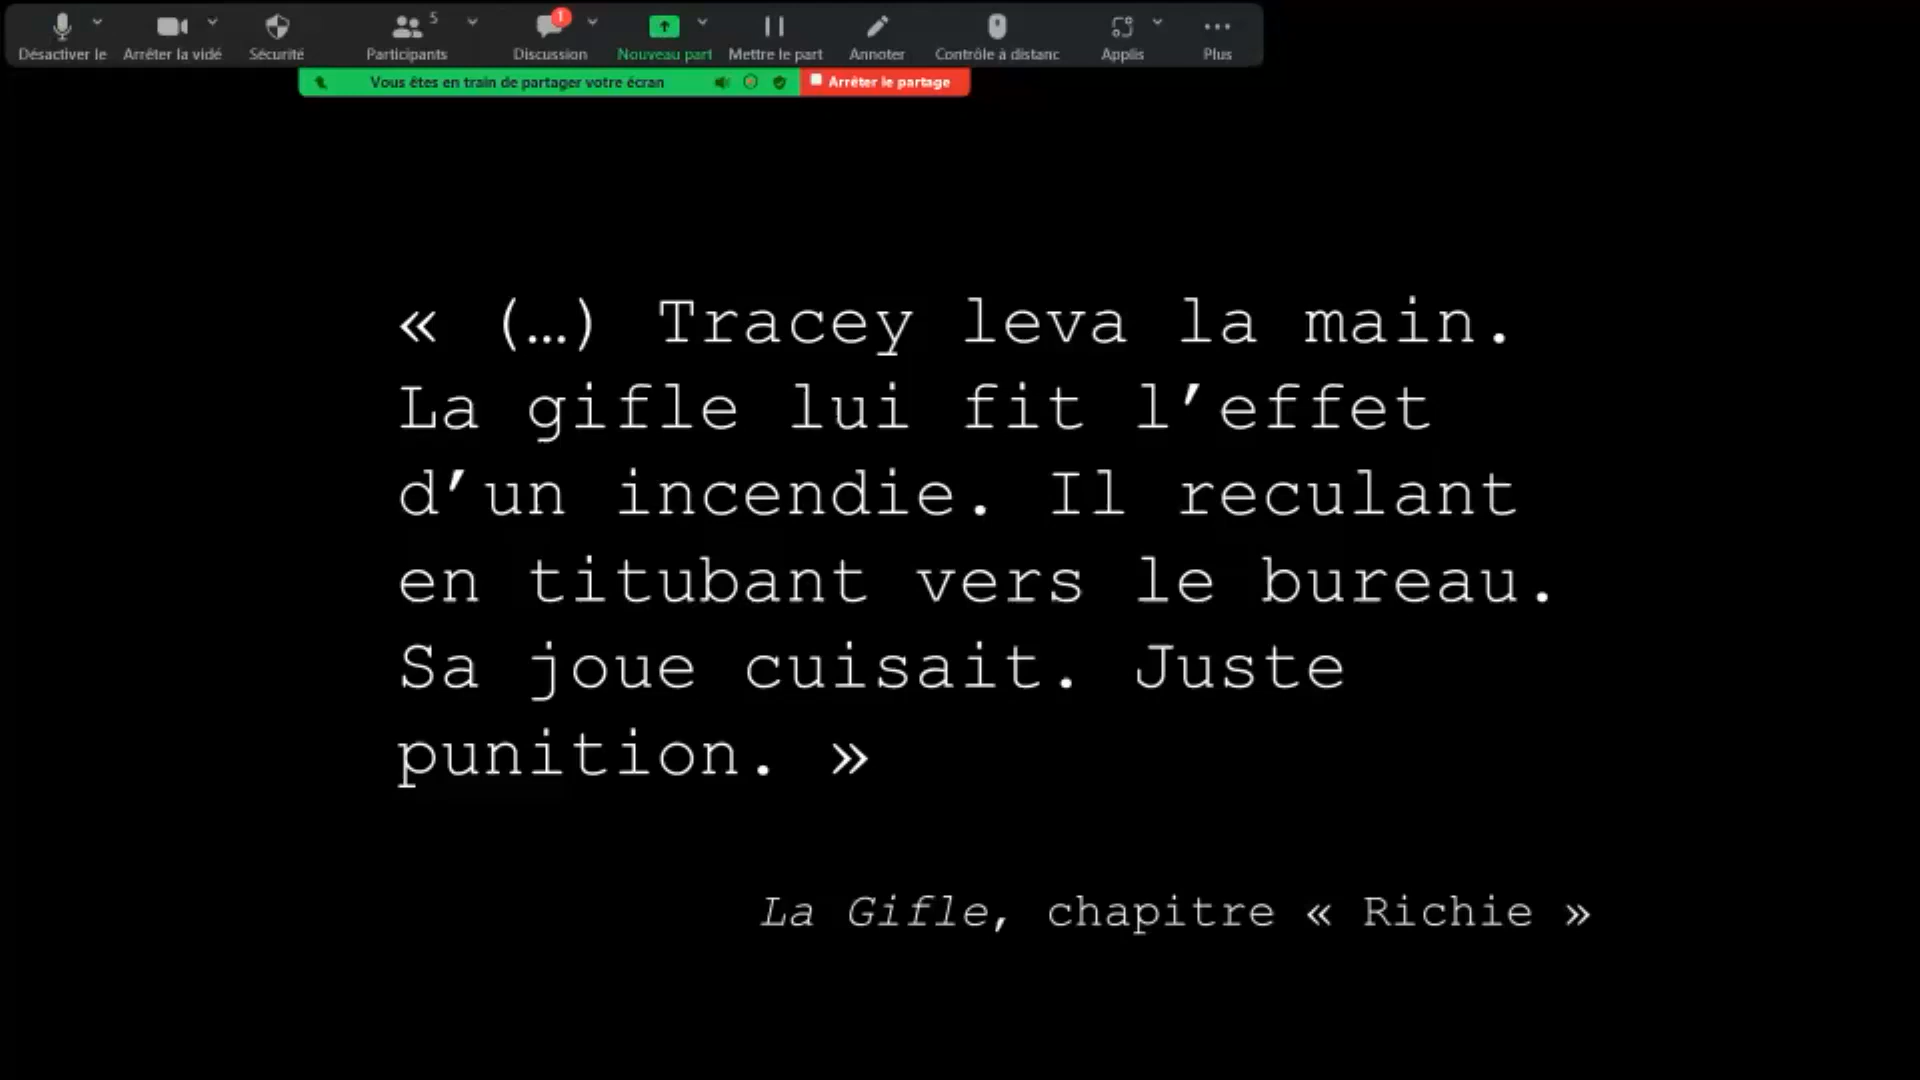 5 1
Désactiver le Arrêter la vidé Sécurité Participants Discussion Nouveau part Mettre le part Annoter Contrôle à distanc Applis Plus
Vous êtes en train de partager votre écran Arrêter le partage
« (…) Tracey leva la main.
La gifle lui fit l’effet
d’un incendie. Il reculant
en titubant vers le bureau.
Sa joue cuisait. Juste
punition. »
La Gifle, chapitre « Richie »